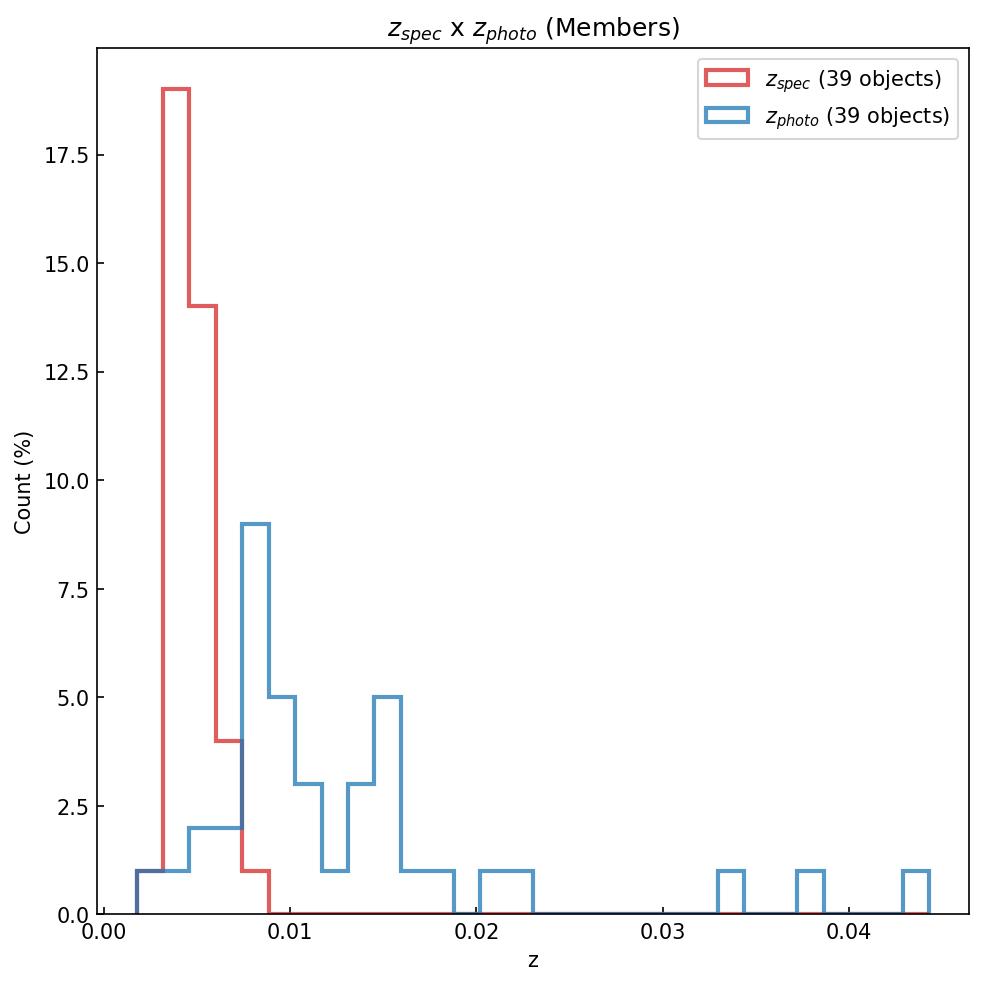 z_spec x z_photo (Members)
z_spec (39 objects)
z_photo (39 objects)
17.5
15.0
12.5
10.0
7.5
5.0
2.5
0.0
Count (%)
0.00 0.01 0.02 0.03 0.04
z